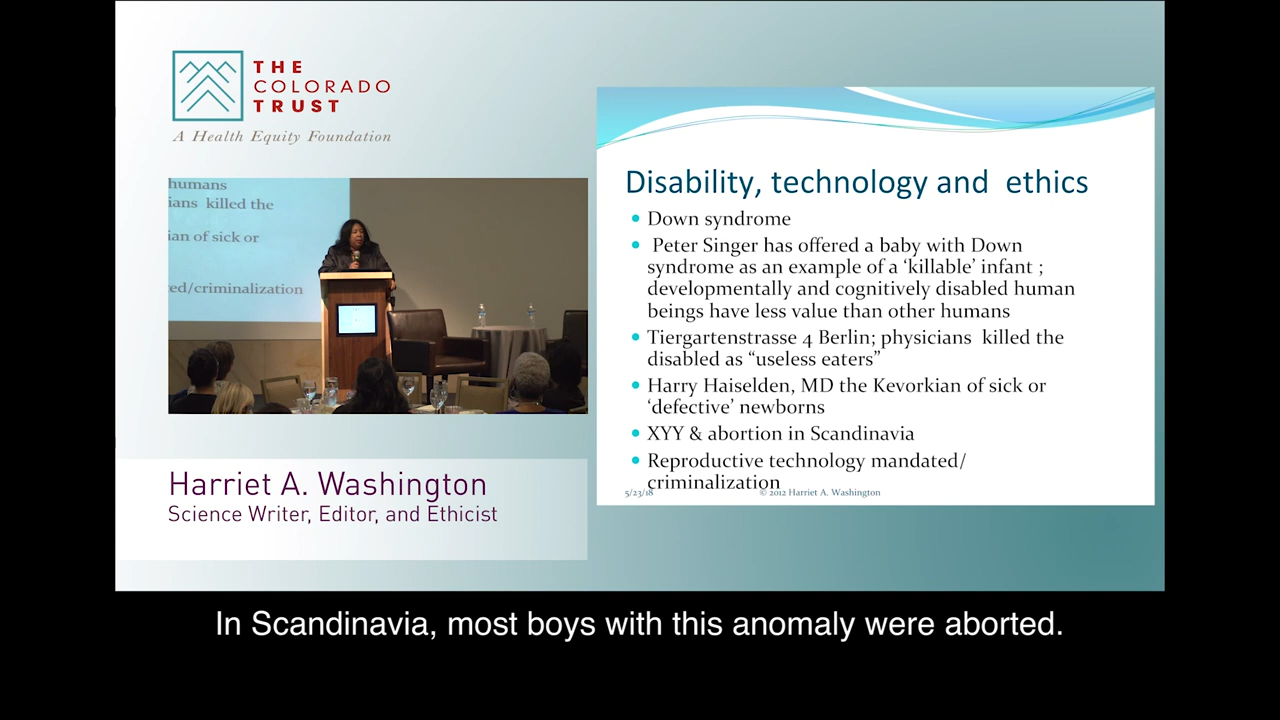 THE
COLORADO
TRUST
A Health Equity Foundation
humans
ians killed the
ian of sick or
ed/criminalization
Harriet A. Washington
Science Writer, Editor, and Ethicist
Disability, technology and ethics
• Down syndrome
• Peter Singer has offered a baby with Down
syndrome as an example of a ‘killable’ infant ;
developmentally and cognitively disabled human
beings have less value than other humans
• Tiergartenstrasse 4 Berlin; physicians killed the
disabled as “useless eaters”
• Harry Haiselden, MD the Kevorkian of sick or
‘defective’ newborns
• XYY & abortion in Scandinavia
• Reproductive technology mandated/
criminalization
5/23/18 © 2012 Harriet A. Washington
In Scandinavia, most boys with this anomaly were aborted.